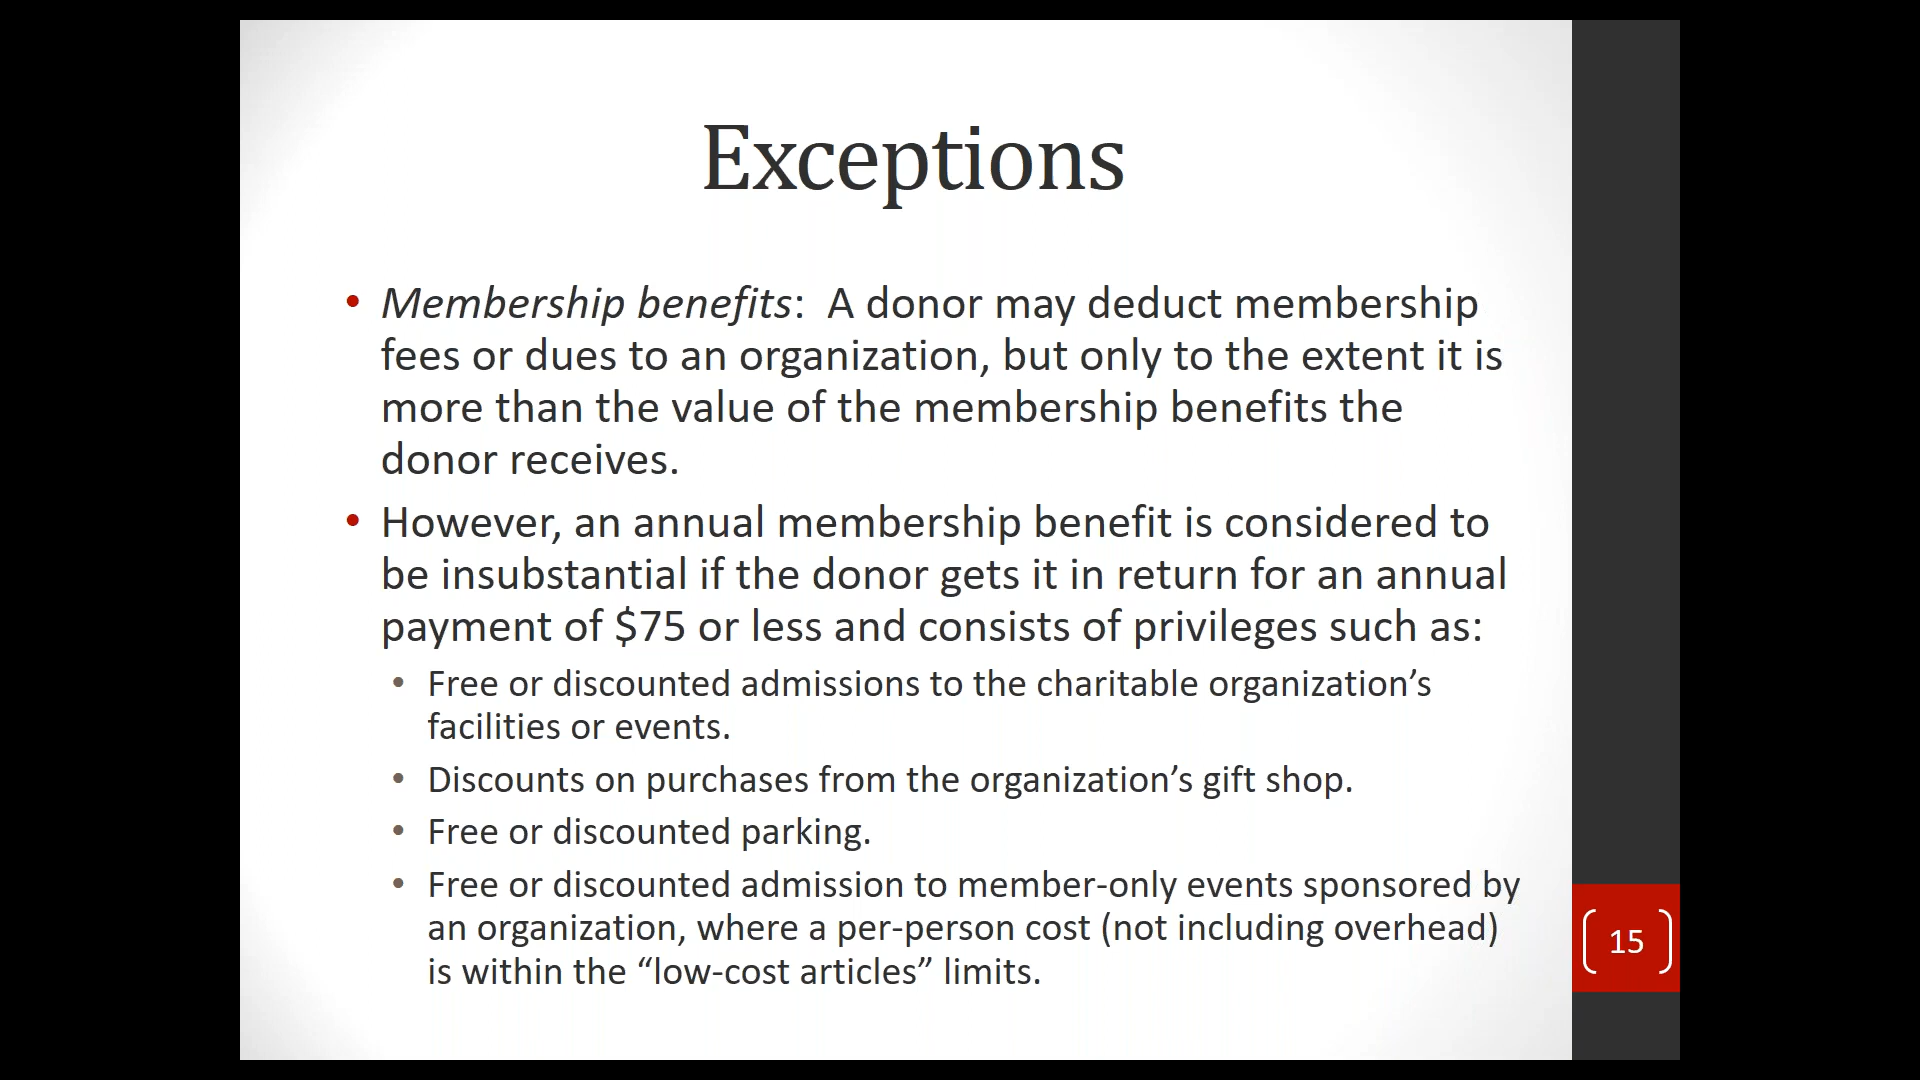 Exceptions
• Membership benefits:  A donor may deduct membership
fees or dues to an organization, but only to the extent it is
more than the value of the membership benefits the
donor receives.
• However, an annual membership benefit is considered to
be insubstantial if the donor gets it in return for an annual
payment of $75 or less and consists of privileges such as:
• Free or discounted admissions to the charitable organization’s
facilities or events.
• Discounts on purchases from the organization’s gift shop.
• Free or discounted parking.
• Free or discounted admission to member-only events sponsored by
an organization, where a per-person cost (not including overhead)
is within the “low-cost articles” limits.
15